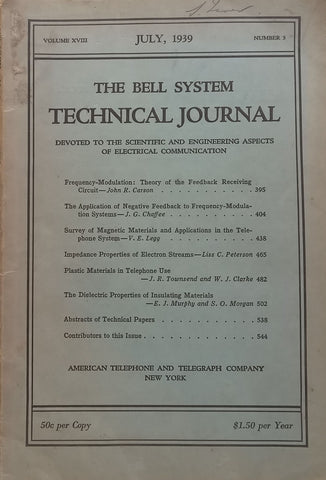 VOLUME XVIII JULY, 1939 NUMBER 3
THE BELL SYSTEM
TECHNICAL JOURNAL
DEVOTED TO THE SCIENTIFIC AND ENGINEERING ASPECTS
OF ELECTRICAL COMMUNICATION
Frequency-Modulation: Theory of the Feedback Receiving
Circuit—John R. Carson . . . . . . . . . . . . 395
The Application of Negative Feedback to Frequency-Modula-
tion Systems—J. G. Chaffee . . . . . . . . . 404
Survey of Magnetic Materials and Applications in the Tele-
phone System—V. E. Legg . . . . . . . . . 438
Impedance Properties of Electron Streams—Liss C. Peterson 465
Plastic Materials in Telephone Use
—J. R. Townsend and W. J. Clarke 482
The Dielectric Properties of Insulating Materials
—E. J. Murphy and S. O. Morgan 502
Abstracts of Technical Papers . . . . . . . . . . 538
Contributors to this Issue . . . . . . . . . . . . 544
AMERICAN TELEPHONE AND TELEGRAPH COMPANY
NEW YORK
50c per Copy $1.50 per Year